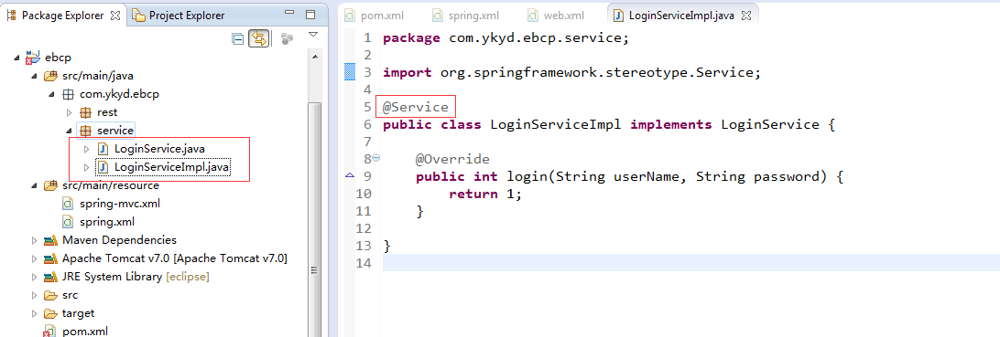 Package Explorer
Project Explorer
ebcp
src/main/java
com.ykyd.ebcp
rest
service
LoginService.java
LoginServiceImpl.java
src/main/resource
spring-mvc.xml
spring.xml
Maven Dependencies
Apache Tomcat v7.0 [Apache Tomcat v7.0]
JRE System Library [eclipse]
src
target
pom.xml
pom.xml
spring.xml
web.xml
LoginServiceImpl.java
1 package com.ykyd.ebcp.service;
2
3 import org.springframework.stereotype.Service;
4
5 @Service
6 public class LoginServiceImpl implements LoginService {
7
8 @Override
9 public int login(String userName, String password) {
10 return 1;
11 }
12
13 }
14